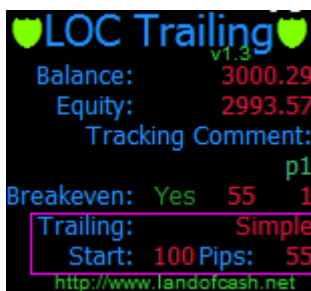 LOC Trailing
v1.3
Balance: 3000.29
Equity: 2993.57
Tracking Comment:
p1
Breakeven: Yes 55 1
Trailing: Simple
Start: 100 Pips: 55
http://www.landofcash.net